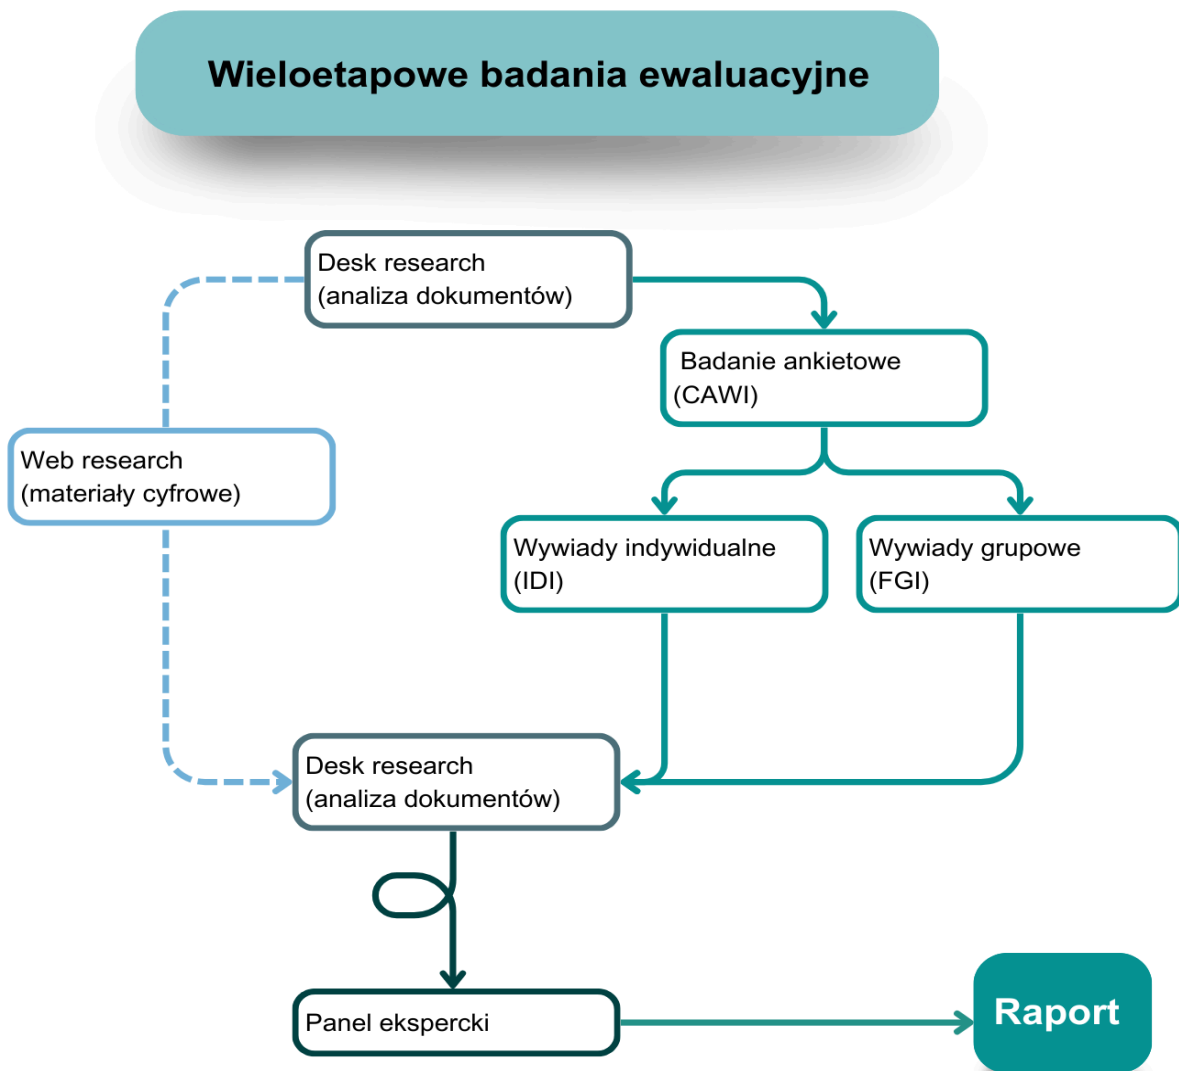 Wieloetapowe badania ewaluacyjne
Desk research
(analiza dokumentów)
Badanie ankietowe
(CAWI)
Web research
(materiały cyfrowe)
Wywiady indywidualne
(IDI)
Wywiady grupowe
(FGI)
Desk research
(analiza dokumentów)
Panel ekspercki
Raport